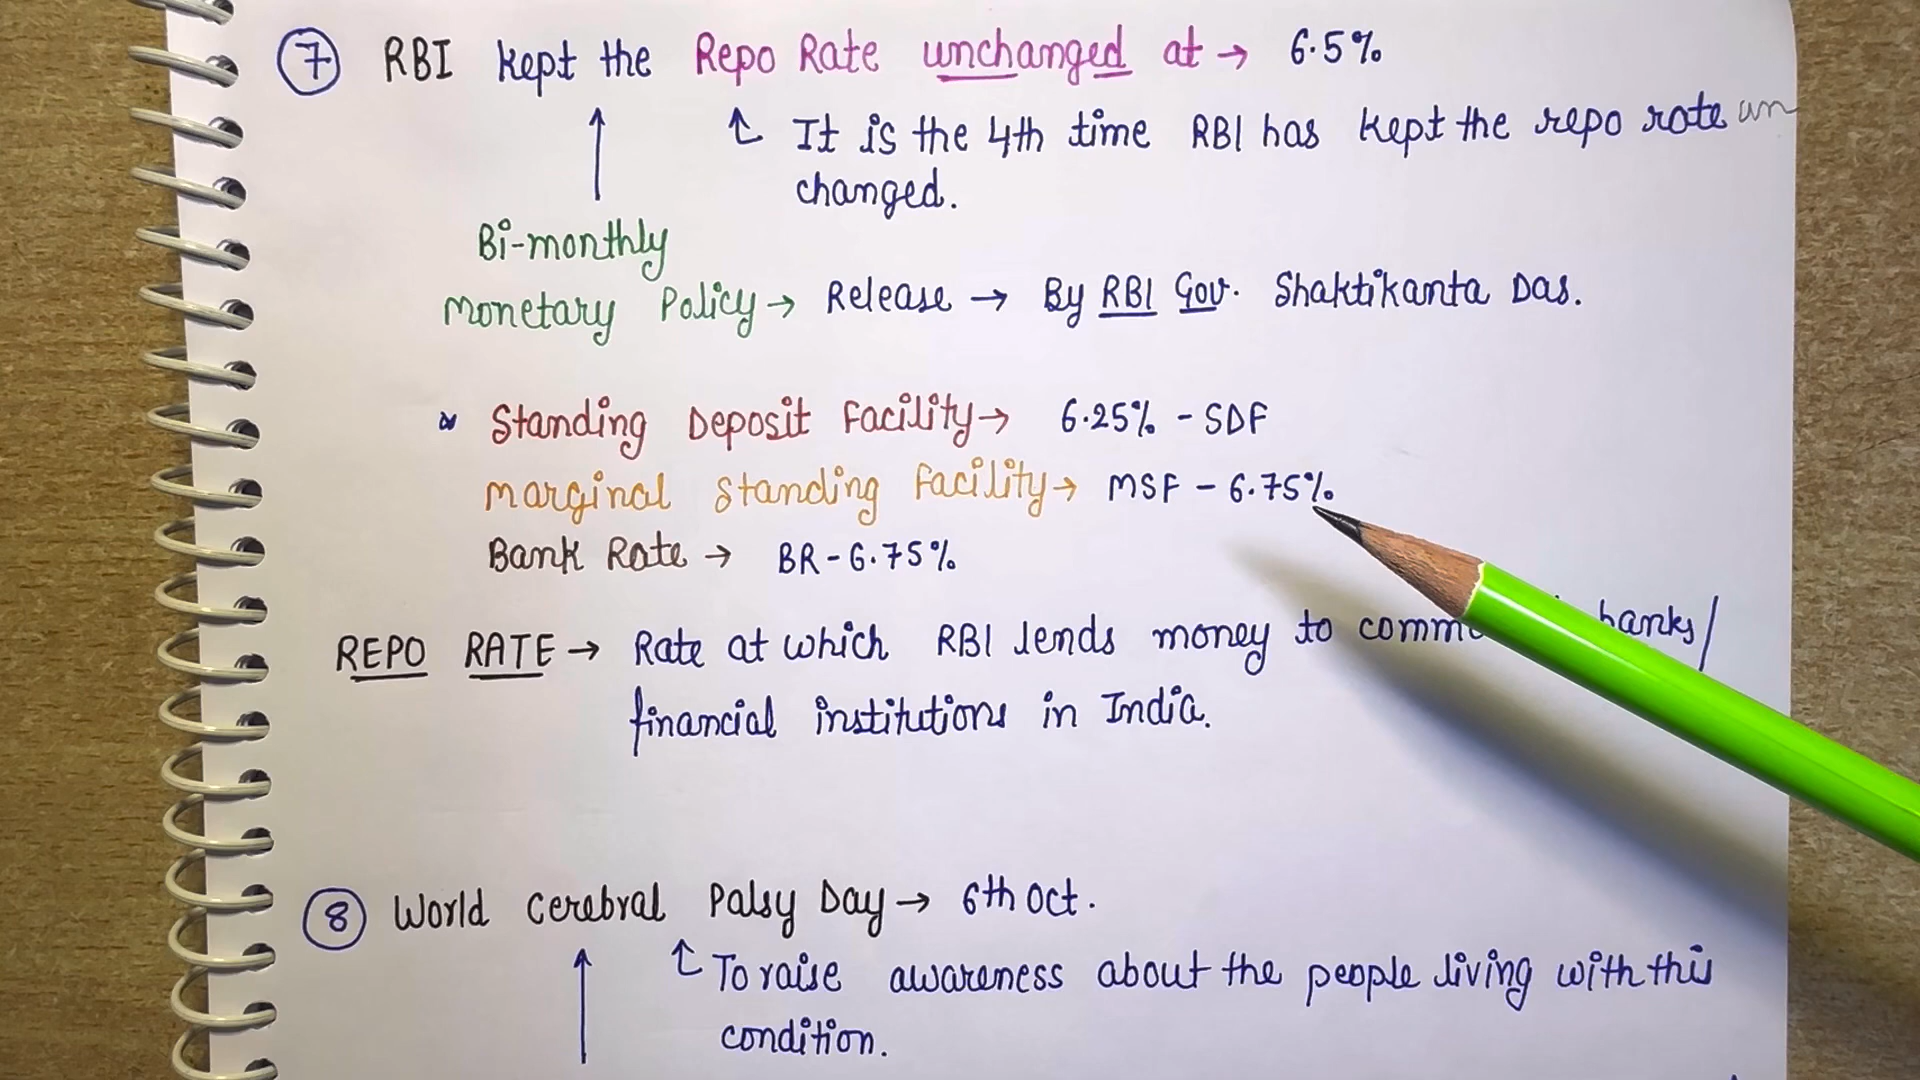 7 RBI kept the Repo Rate unchanged at → 6.5%
It is the 4th time RBI has kept the repo rate un
changed.
Bi-monthly
Monetary Policy → Release → By RBI Gov. Shaktikanta Das.
Standing Deposit Facility → 6.25% - SDF
Marginal Standing Facility → MSF - 6.75%
Bank Rate → BR - 6.75%
REPO RATE → Rate at which RBI lends money to banks/
financial institutions in India.
8 World Cerebral Palsy Day → 6th Oct.
To raise awareness about the people living with this
condition.